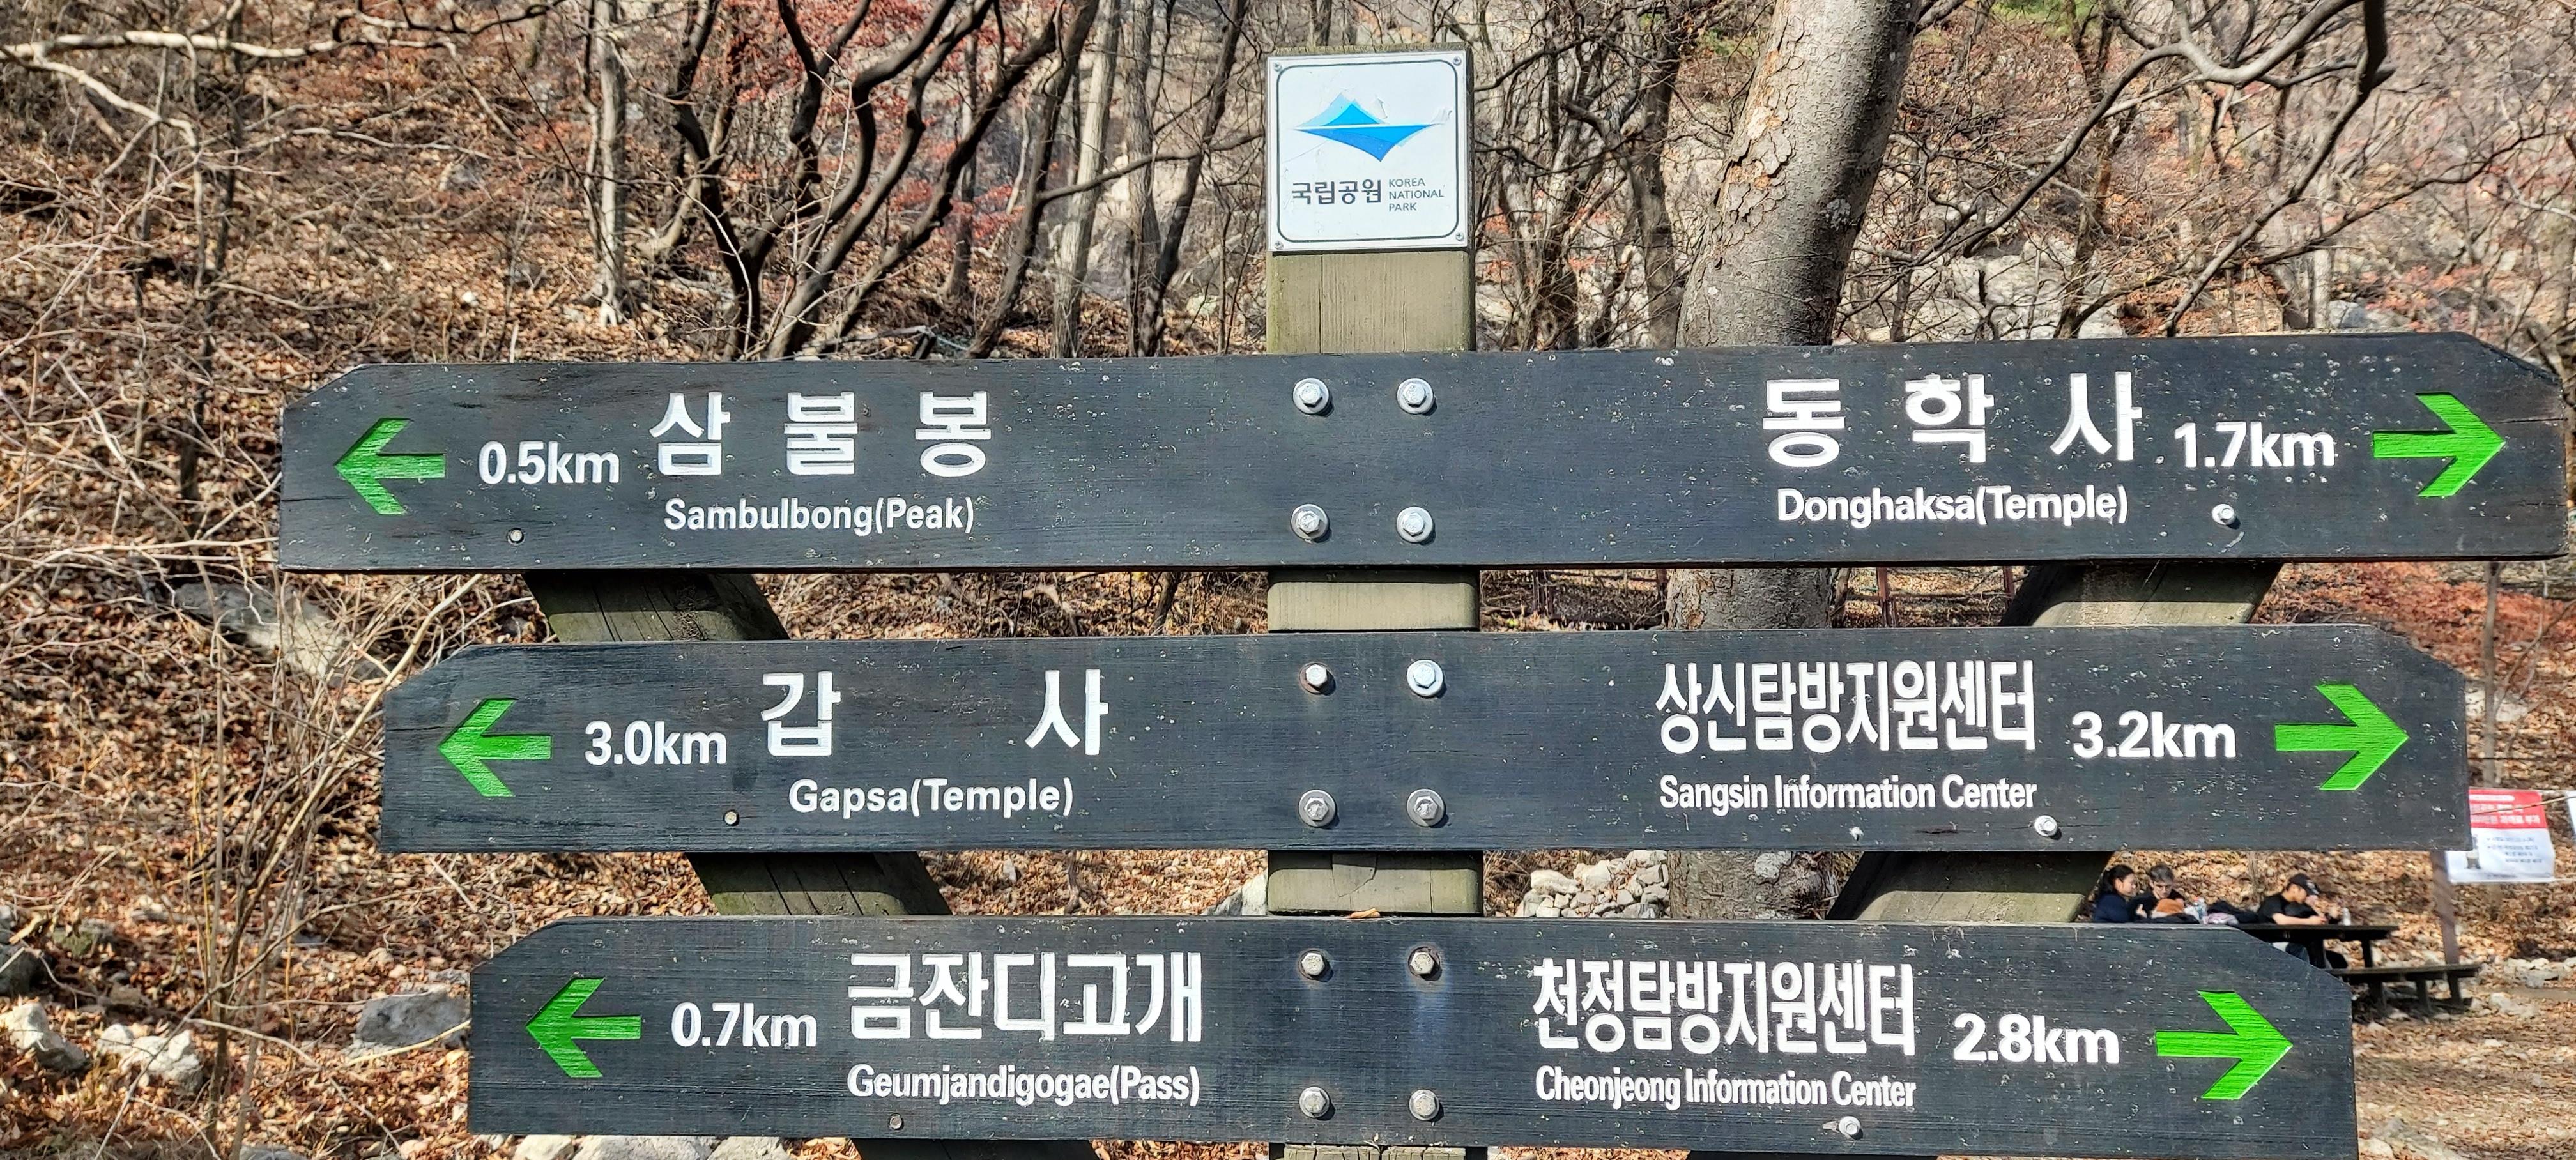 국립공원 KOREA
NATIONAL
PARK
0.5km 삼불봉
Sambulbong(Peak)
동학사 1.7km
Donghaksa(Temple)
3.0km 갑사
Gapsa(Temple)
상신탐방지원센터 3.2km
Sangsin Information Center
0.7km 금잔디고개
Geumjandigogae(Pass)
천정탐방지원센터 2.8km
Cheonjeong Information Center